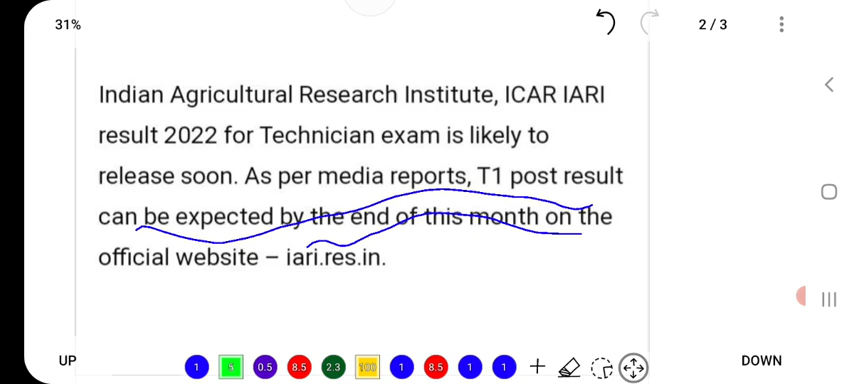 31%
2 / 3
Indian Agricultural Research Institute, ICAR IARI
result 2022 for Technician exam is likely to
release soon. As per media reports, T1 post result
can be expected by the end of this month on the
official website – iari.res.in.
UP
1 5 0.5 8.5 2.3 100 1 8.5 1 1
DOWN